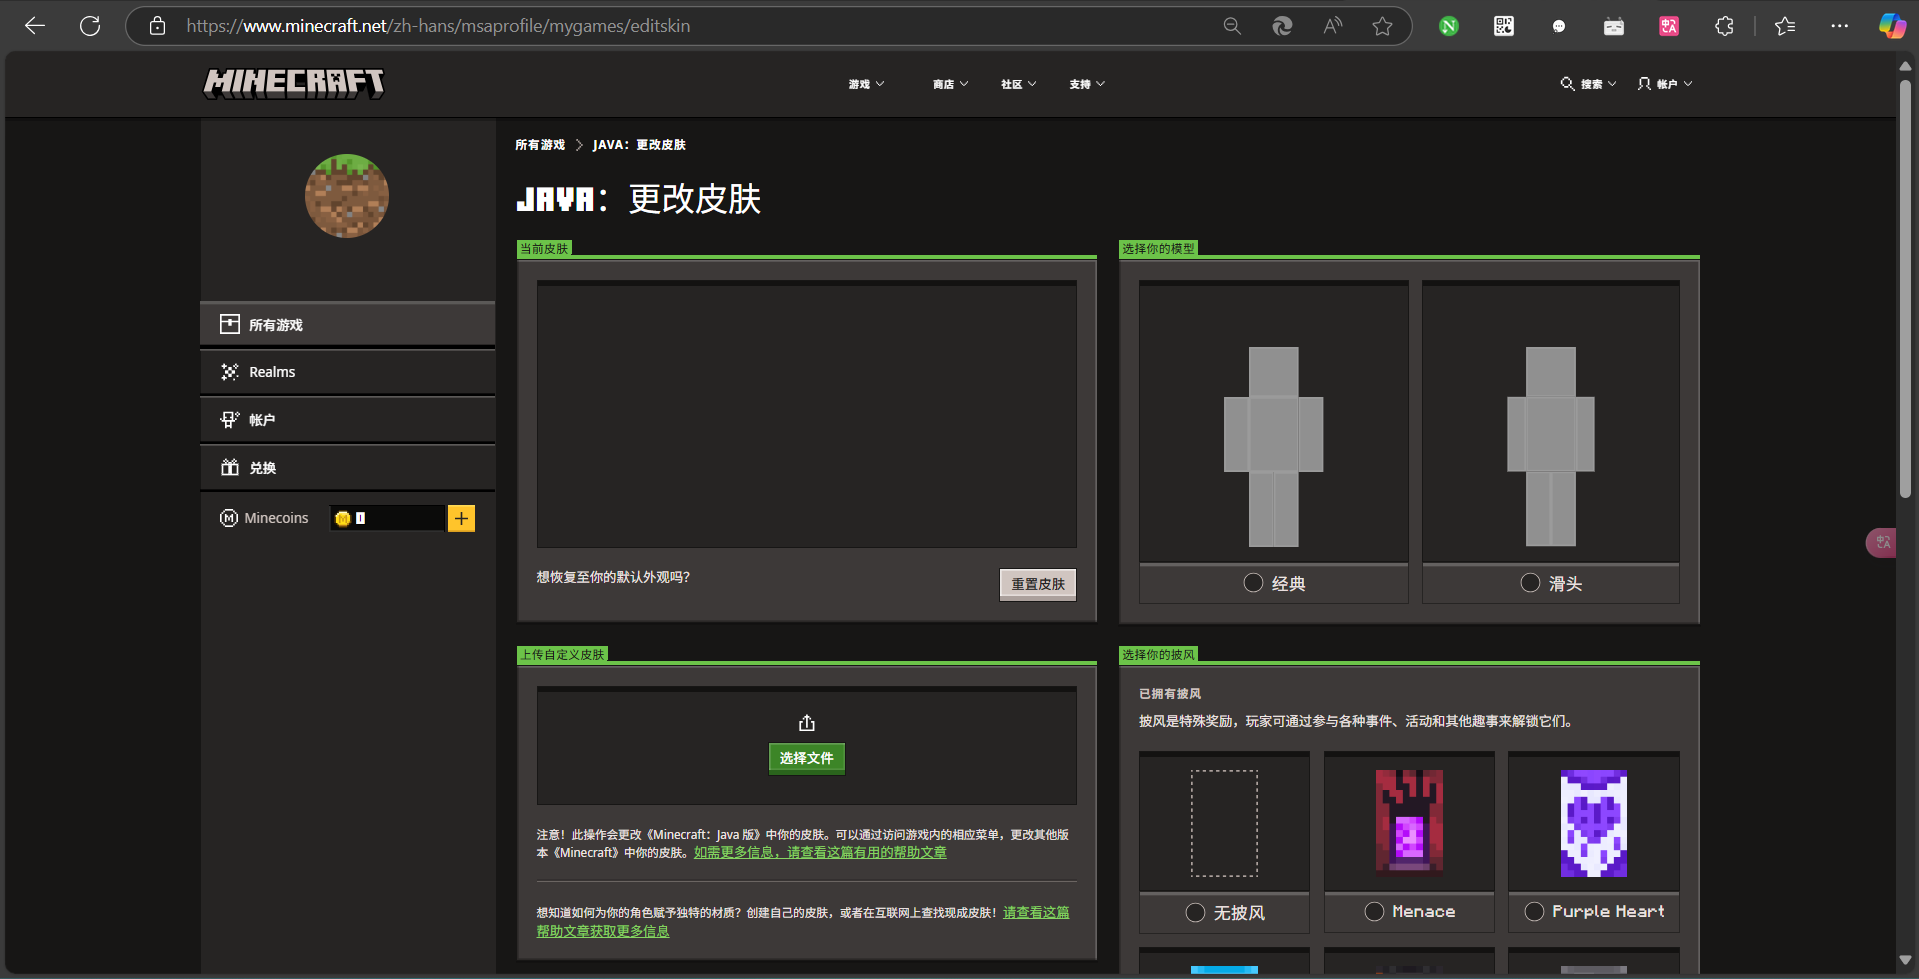 https://www.minecraft.net/zh-hans/msaprofile/mygames/editskin
MINECRAFT
游戏
商店
社区
支持
搜索
帐户
所有游戏
Realms
帐户
兑换
Minecoins
所有游戏 > JAVA：更改皮肤
JAVA：更改皮肤
当前皮肤
想恢复至你的默认外观吗？
重置皮肤
选择你的模型
经典
滑头
上传自定义皮肤
选择文件
注意！此操作会更改《Minecraft：Java 版》中你的皮肤。可以通过访问游戏内的相应菜单，更改其他版
本《Minecraft》中你的皮肤。如需更多信息，请查看这篇有用的帮助文章
想知道如何为你的角色赋予独特的材质？创建自己的皮肤，或者在互联网上查找现成皮肤！请查看这篇
帮助文章获取更多信息
选择你的披风
已拥有披风
披风是特殊奖励，玩家可通过参与各种事件、活动和其他趣事来解锁它们。
无披风
Menace
Purple Heart